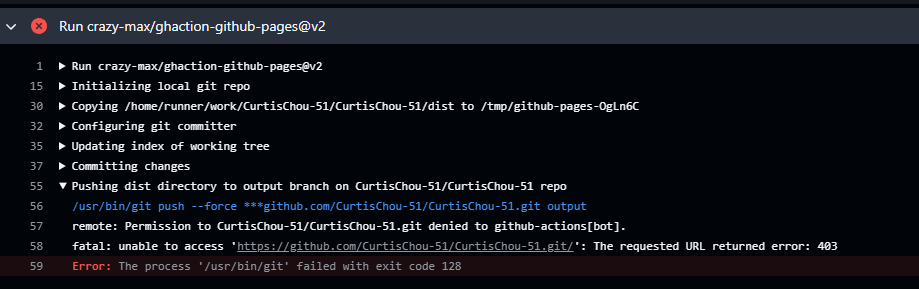 Run crazy-max/ghaction-github-pages@v2
1 Run crazy-max/ghaction-github-pages@v2
15 Initializing local git repo
30 Copying /home/runner/work/CurtisChou-51/CurtisChou-51/dist to /tmp/github-pages-OgLn6C
32 Configuring git committer
35 Updating index of working tree
37 Committing changes
55 Pushing dist directory to output branch on CurtisChou-51/CurtisChou-51 repo
56 /usr/bin/git push --force ***github.com/CurtisChou-51/CurtisChou-51.git output
57 remote: Permission to CurtisChou-51/CurtisChou-51.git denied to github-actions[bot].
58 fatal: unable to access 'https://github.com/CurtisChou-51/CurtisChou-51.git/': The requested URL returned error: 403
59 Error: The process '/usr/bin/git' failed with exit code 128